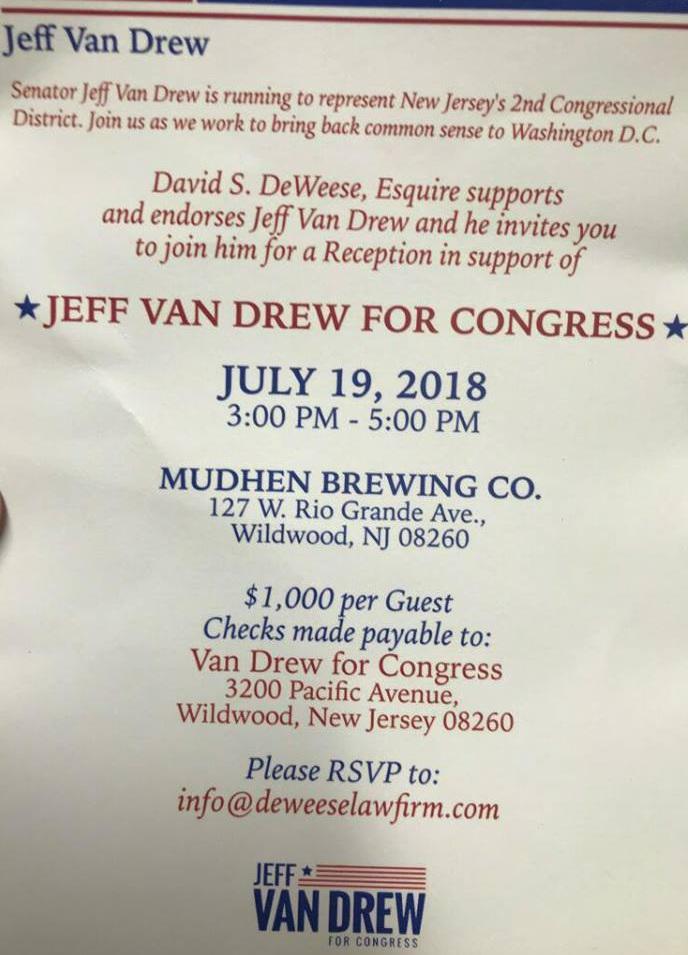 Jeff Van Drew
Senator Jeff Van Drew is running to represent New Jersey's 2nd Congressional
District. Join us as we work to bring back common sense to Washington D.C.
David S. DeWeese, Esquire supports
and endorses Jeff Van Drew and he invites you
to join him for a Reception in support of
★JEFF VAN DREW FOR CONGRESS★
JULY 19, 2018
3:00 PM - 5:00 PM
MUDHEN BREWING CO.
127 W. Rio Grande Ave.,
Wildwood, NJ 08260
$1,000 per Guest
Checks made payable to:
Van Drew for Congress
3200 Pacific Avenue,
Wildwood, New Jersey 08260
Please RSVP to:
info@deweeselawfirm.com
JEFF
VAN DREW
FOR CONGRESS